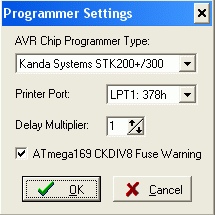 Programmer Settings
AVR Chip Programmer Type:
Kanda Systems STK200+/300
Printer Port: LPT1: 378h
Delay Multiplier: 1
ATmega169 CKDIV8 Fuse Warning
OK Cancel